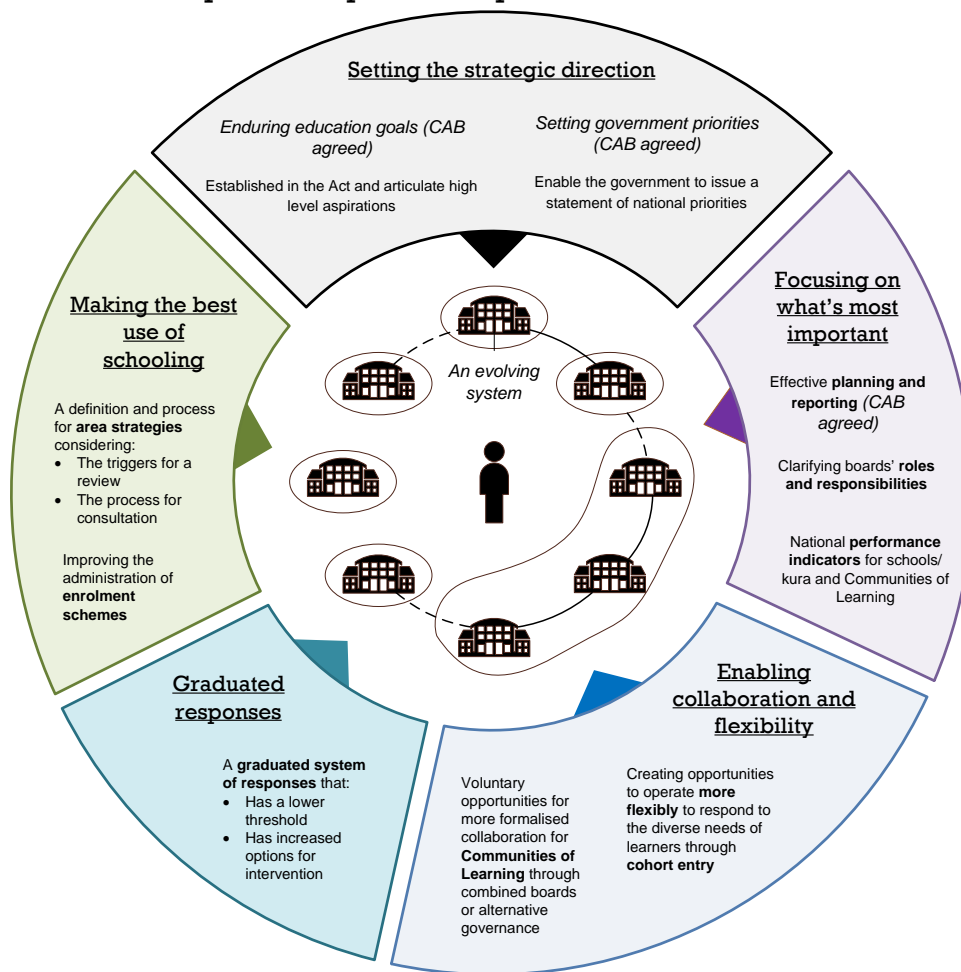 Setting the strategic direction
Enduring education goals (CAB
agreed)
Established in the Act and articulate high
level aspirations
Setting government priorities
(CAB agreed)
Enable the government to issue a
statement of national priorities
Focusing on
what's most
important
Effective planning and
reporting (CAB
agreed)
Clarifying boards’ roles
and responsibilities
National performance
indicators for schools/
kura and Communities of
Learning
Enabling
collaboration and
flexibility
Voluntary
opportunities for
more formalised
collaboration for
Communities of
Learning through
combined boards
or alternative
governance
Creating opportunities
to operate more
flexibly to respond to
the diverse needs of
learners through
cohort entry
Graduated
responses
A graduated system
of responses that:
• Has a lower
threshold
• Has increased
options for
intervention
Making the best
use of
schooling
A definition and process
for area strategies
considering:
• The triggers for a
review
• The process for
consultation
Improving the
administration of
enrolment
schemes
An evolving
system